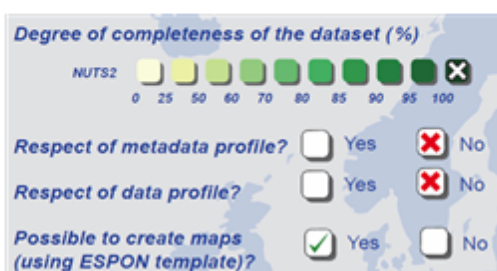 Degree of completeness of the dataset (%)
NUTS2
0 25 50 60 70 80 85 90 95 100
Respect of metadata profile? Yes No
Respect of data profile? Yes No
Possible to create maps Yes No
(using ESPON template)?